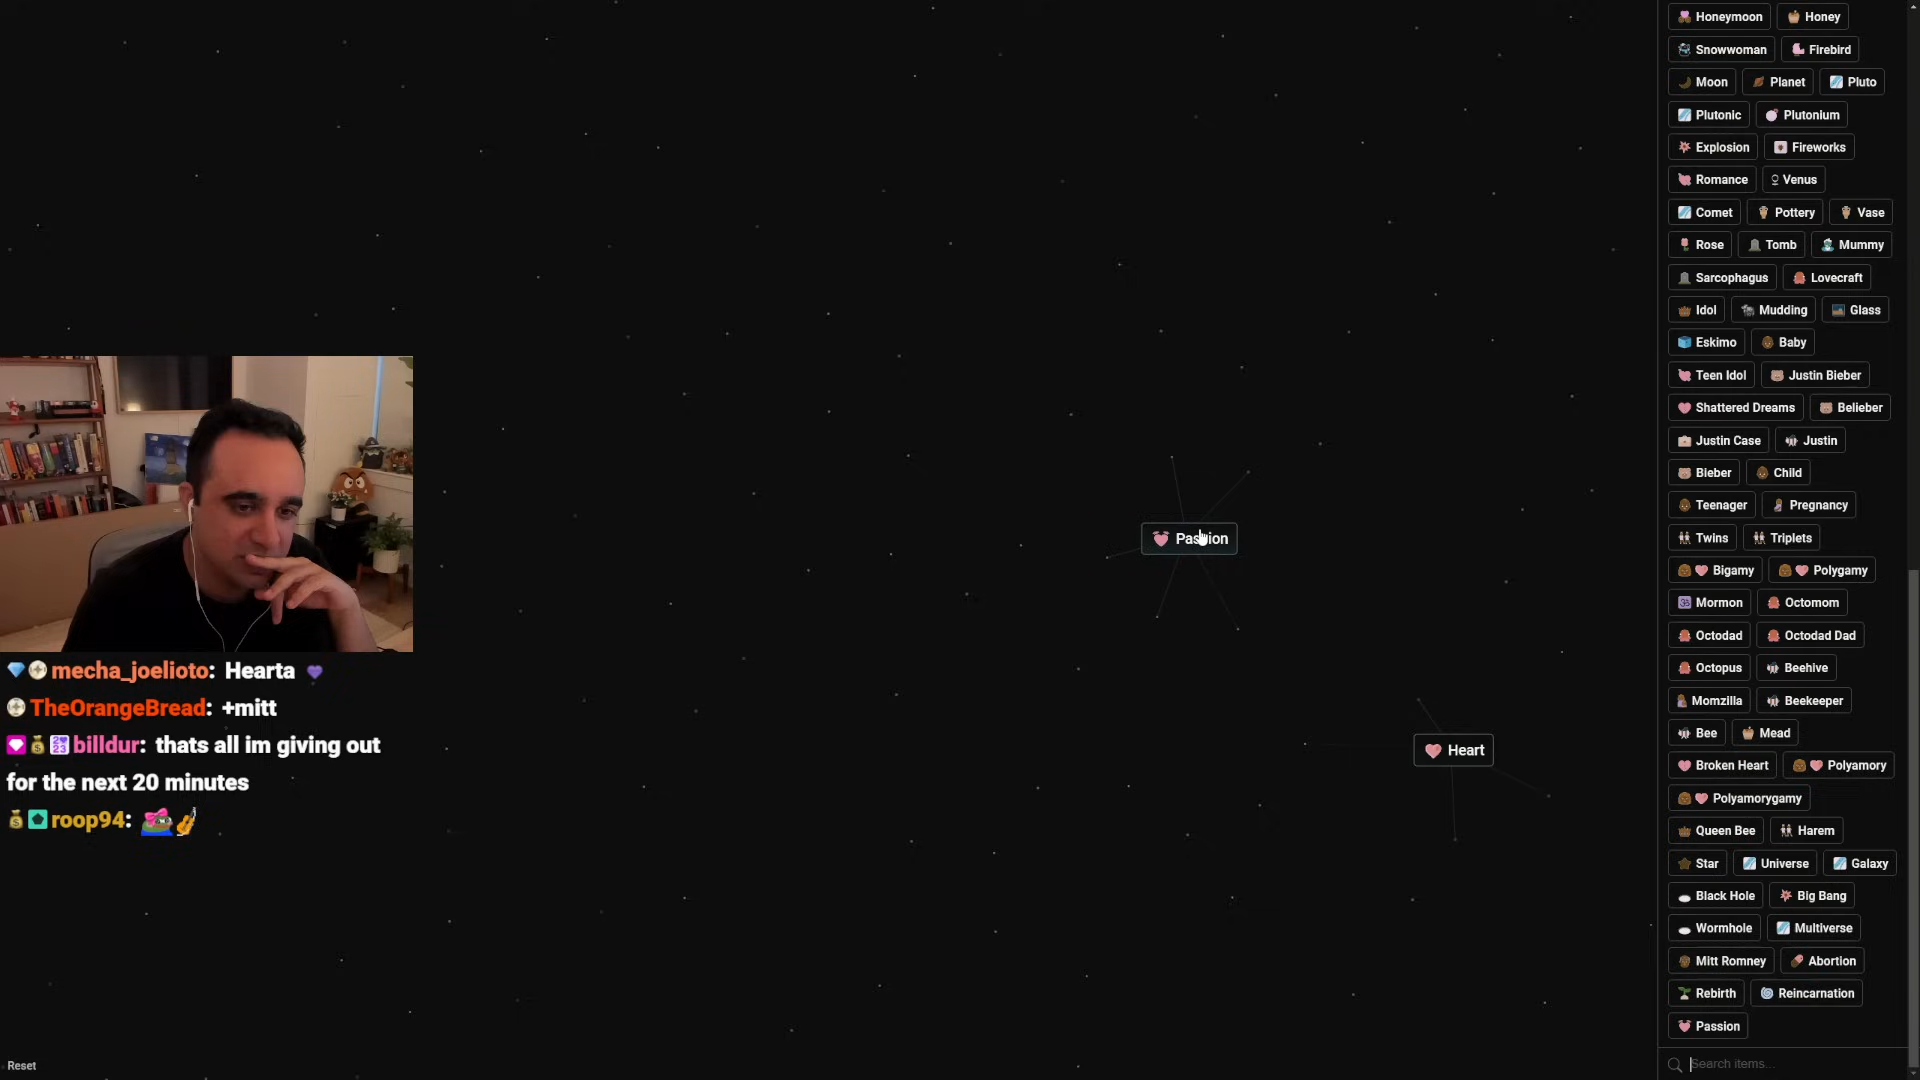 Honeymoon Honey
Snowwoman Firebird
Moon Planet Pluto
Plutonic Plutonium
Explosion Fireworks
Romance Venus
Comet Pottery Vase
Rose Tomb Mummy
Sarcophagus Lovecraft
Idol Mudding Glass
Eskimo Baby
Teen Idol Justin Bieber
Shattered Dreams Belieber
Justin Case Justin
Bieber Child
Teenager Pregnancy
Twins Triplets
Bigamy Polygamy
Mormon Octomom
Octodad Octodad Dad
Octopus Beehive
Momzilla Beekeeper
Bee Mead
Broken Heart Polyamory
Polyamorygamy
Queen Bee Harem
Star Universe Galaxy
Black Hole Big Bang
Wormhole Multiverse
Mitt Romney Abortion
Rebirth Reincarnation
Passion
Search items...
Passion
Heart
mecha_joelioto: Hearta
TheOrangeBread: +mitt
billdur: thats all im giving out
for the next 20 minutes
roop94:
Reset